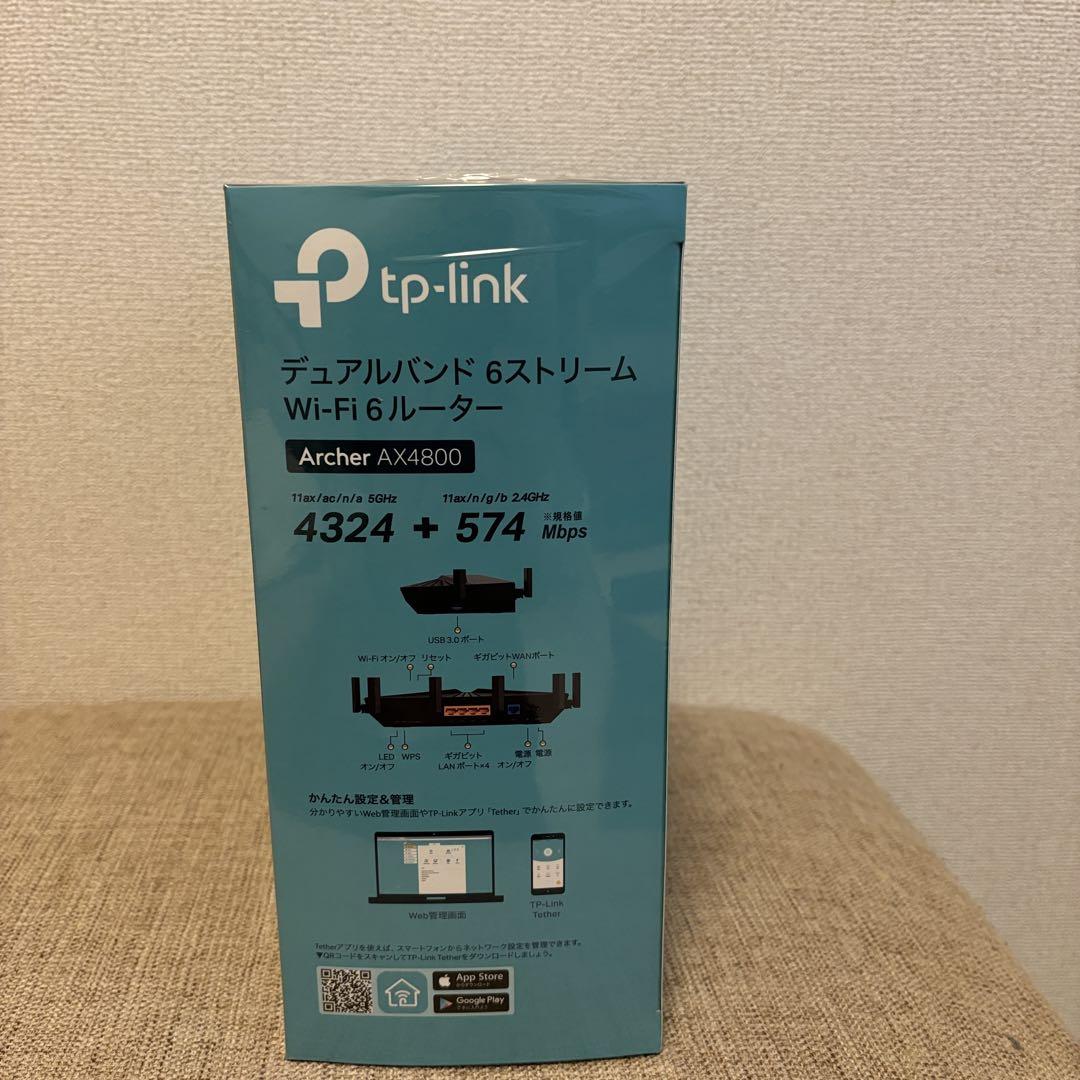 tp-link
デュアルバンド 6ストリーム
Wi-Fi 6 ルーター
Archer AX4800
11ax/ac/n/a 5GHz 11ax/n/g/b 2.4GHz
4324 + 574 ※規格値 Mbps
USB 3.0 ポート
Wi-Fi オン/オフ リセット ギガビットWANポート
LED オン/オフ WPS ギガビット LANポート×4 電源 オン/オフ 電源
かんたん設定&管理
分かりやすいWeb管理画面やTP-Linkアプリ「Tether」でかんたんに設定できます。
Web管理画面
TP-Link
Tether
Tetherアプリを使えば、スマートフォンからネットワーク設定を管理できます。
▼QRコードをスキャンしてTP-Link Tetherをダウンロードしましょう。
App Store
からダウンロード
Google Play